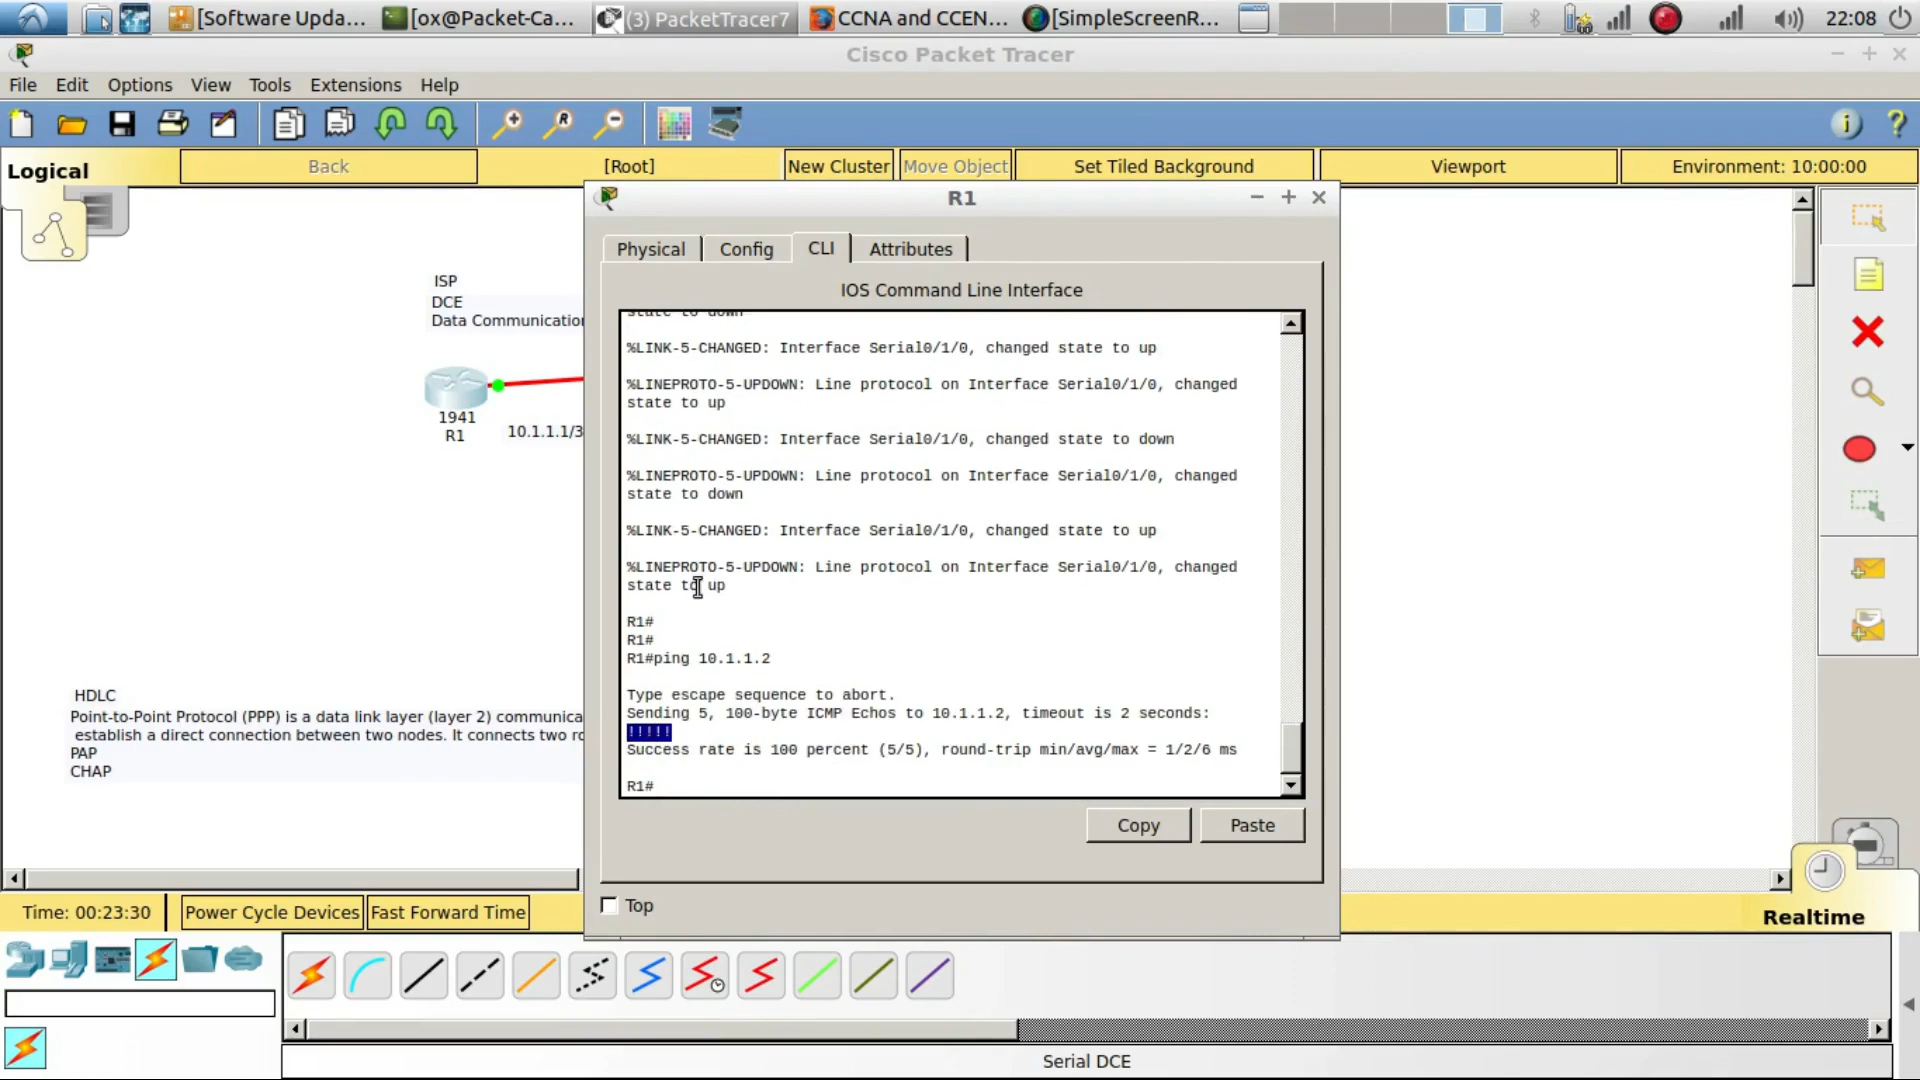 [Software Upda...
[ox@Packet-Ca...
(3) PacketTracer7
CCNA and CCEN...
[SimpleScreenR...
22:08
Cisco Packet Tracer
File Edit Options View Tools Extensions Help
Logical
Back
[Root]
New Cluster
Move Object
Set Tiled Background
Viewport
Environment: 10:00:00
ISP
DCE
Data Communication
1941
R1
10.1.1.1/3
HDLC
Point-to-Point Protocol (PPP) is a data link layer (layer 2) communica
establish a direct connection between two nodes. It connects two ro
PAP
CHAP
R1
Physical Config CLI Attributes
IOS Command Line Interface
state to down
%LINK-5-CHANGED: Interface Serial0/1/0, changed state to up
%LINEPROTO-5-UPDOWN: Line protocol on Interface Serial0/1/0, changed
state to up
%LINK-5-CHANGED: Interface Serial0/1/0, changed state to down
%LINEPROTO-5-UPDOWN: Line protocol on Interface Serial0/1/0, changed
state to down
%LINK-5-CHANGED: Interface Serial0/1/0, changed state to up
%LINEPROTO-5-UPDOWN: Line protocol on Interface Serial0/1/0, changed
state to up
R1#
R1#
R1#ping 10.1.1.2
Type escape sequence to abort.
Sending 5, 100-byte ICMP Echos to 10.1.1.2, timeout is 2 seconds:
!!!!!
Success rate is 100 percent (5/5), round-trip min/avg/max = 1/2/6 ms
R1#
Copy
Paste
Top
Time: 00:23:30
Power Cycle Devices
Fast Forward Time
Realtime
Serial DCE